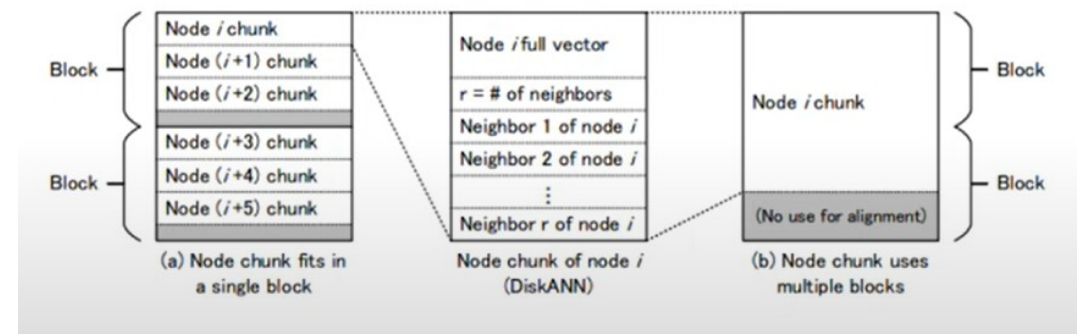 Block
Block
Node i chunk
Node (i+1) chunk
Node (i+2) chunk
Node (i+3) chunk
Node (i+4) chunk
Node (i+5) chunk
(a) Node chunk fits in
a single block
Node i full vector
r = # of neighbors
Neighbor 1 of node i
Neighbor 2 of node i
⋮
Neighbor r of node i
Node chunk of node i
(DiskANN)
Node i chunk
(No use for alignment)
Block
Block
(b) Node chunk uses
multiple blocks